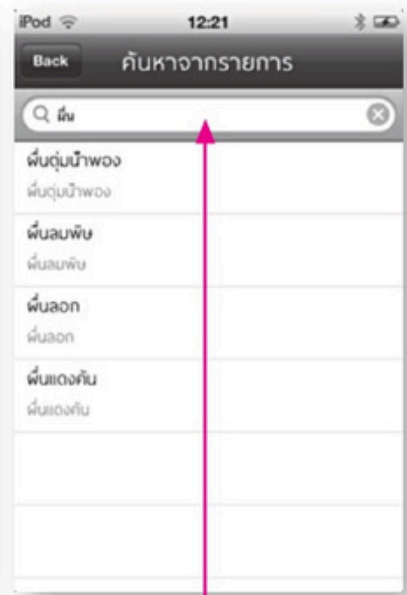 iPod 12:21
Back ค้นหาจากรายการ
ผื่น
ผื่นตุ่มน้ำพอง
ผื่นตุ่มน้ำพอง
ผื่นลมพิษ
ผื่นลมพิษ
ผื่นลอก
ผื่นลอก
ผื่นแดงคัน
ผื่นแดงคัน